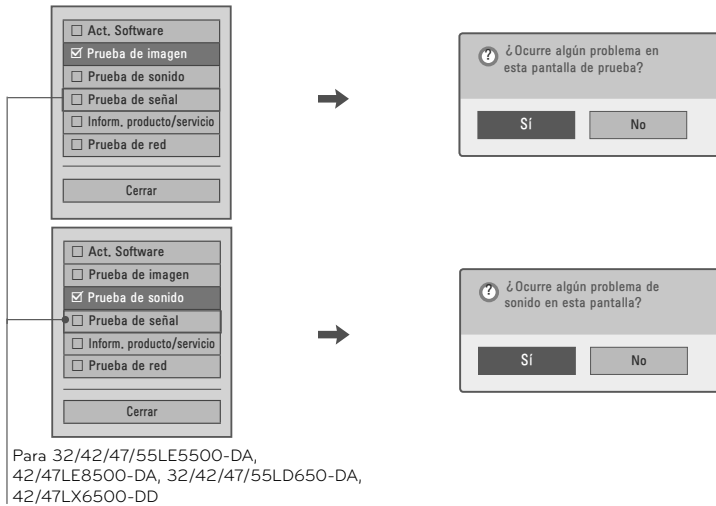 ☐ Act. Software
☑ Prueba de imagen
☐ Prueba de sonido
☐ Prueba de señal
☐ Inform. producto/servicio
☐ Prueba de red
Cerrar
? ¿Ocurre algún problema en
esta pantalla de prueba?
Sí No
☐ Act. Software
☐ Prueba de imagen
☑ Prueba de sonido
☐ Prueba de señal
☐ Inform. producto/servicio
☐ Prueba de red
Cerrar
? ¿Ocurre algún problema de
sonido en esta pantalla?
Sí No
Para 32/42/47/55LE5500-DA,
42/47LE8500-DA, 32/42/47/55LD650-DA,
42/47LX6500-DD